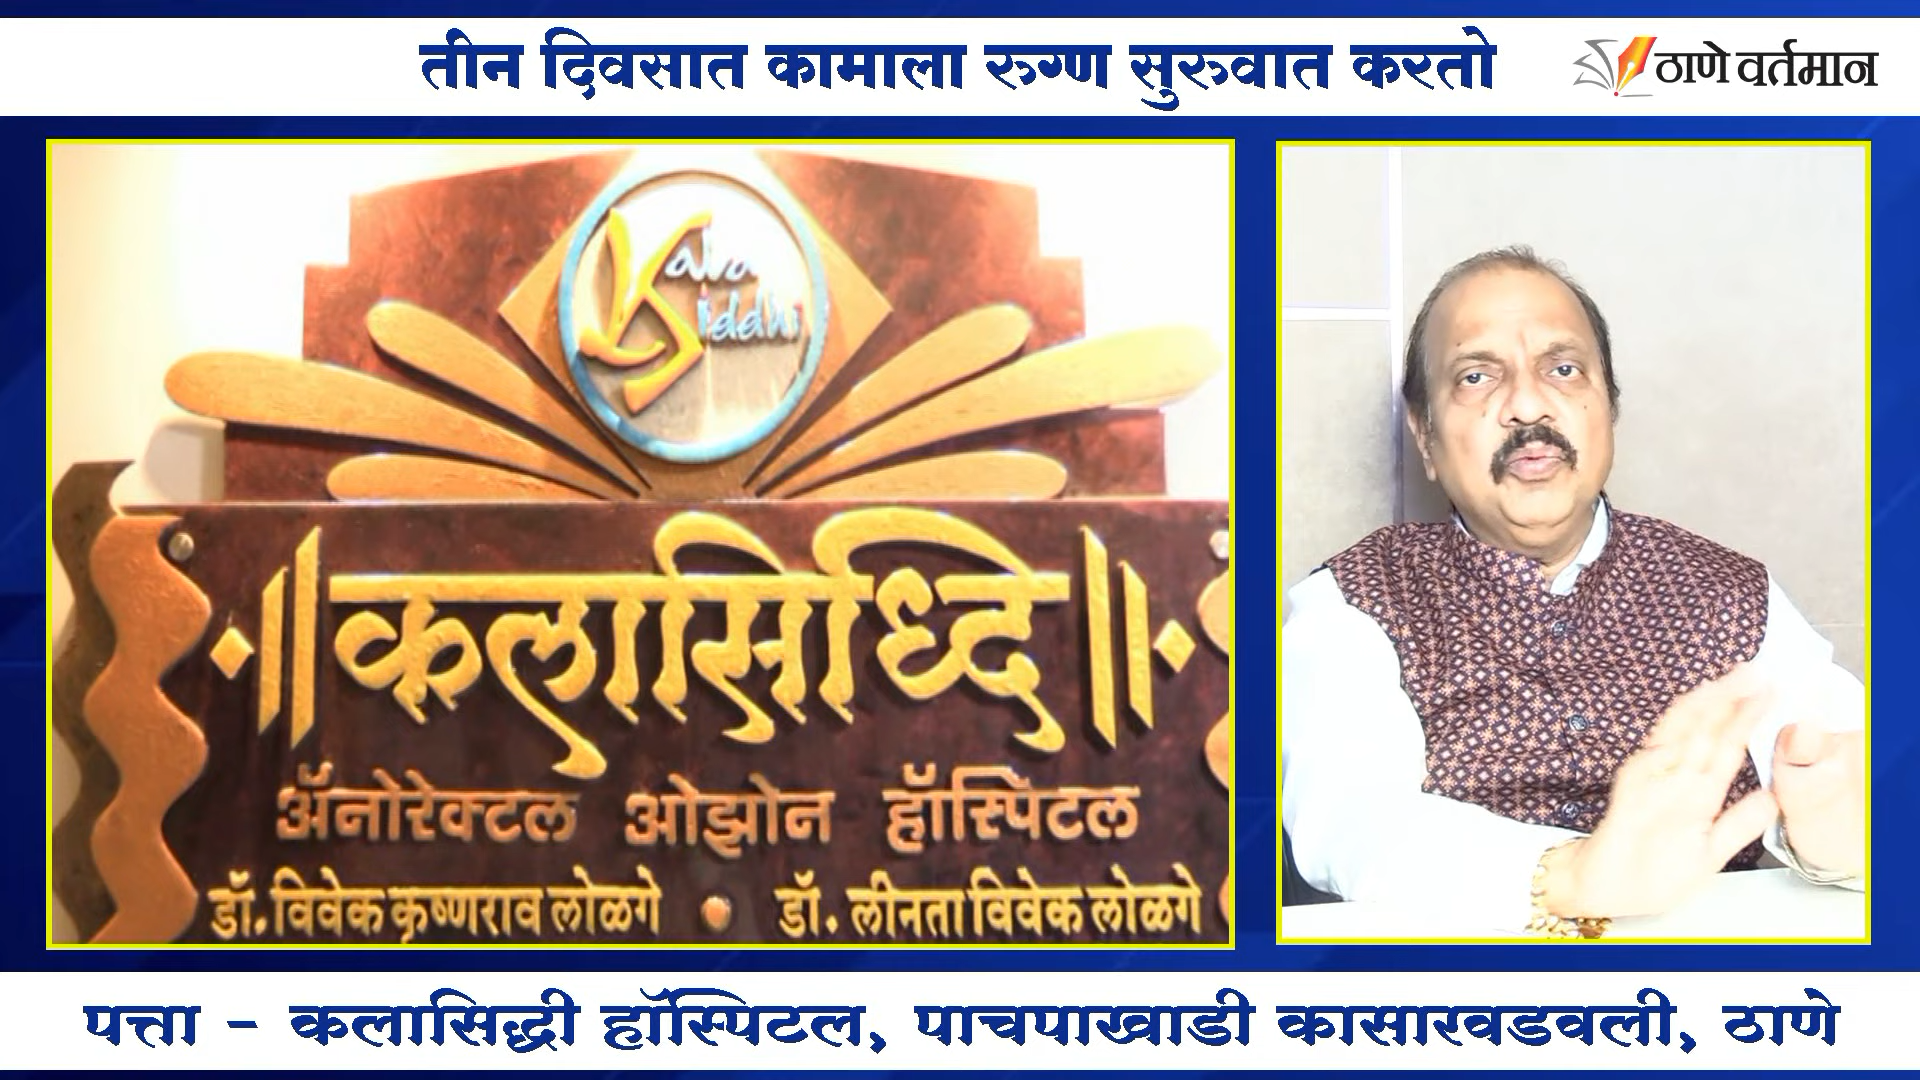 तीन दिवसात कामाला रुग्ण सुरुवात करतो
ठाणे वर्तमान
Kala
Siddhi
॥कलासिध्दि॥
ॲनोरेक्टल ओझोन हॉस्पिटल
डॉ. विवेक कृष्णराव लोळगे • डॉ. लीनता विवेक लोळगे
पत्ता - कलासिद्धी हॉस्पिटल, पाचपाखाडी कासारवडवली, ठाणे